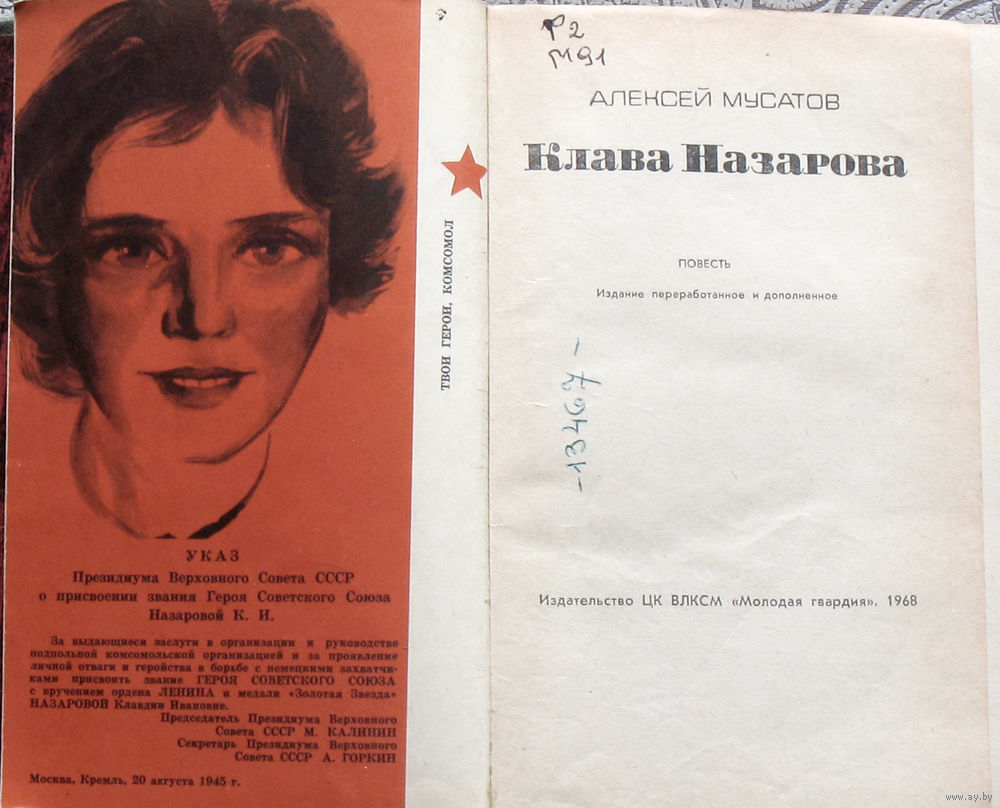 УКАЗ
Президиума Верховного Совета СССР
о присвоении звания Героя Советского Союза
Назаровой К. И.
За выдающиеся заслуги в организации и руководстве
подпольной комсомольской организацией и за проявление
личной отваги и геройства в борьбе с немецкими захватчи-
ками присвоить звание ГЕРОЯ СОВЕТСКОГО СОЮЗА
с вручением ордена ЛЕНИНА и медали «Золотая Звезда»
НАЗАРОВОЙ Клавдии Ивановне.
Председатель Президиума Верховного
Совета СССР М. КАЛИНИН
Секретарь Президиума Верховного
Совета СССР А. ГОРКИН
Москва, Кремль, 20 августа 1945 г.
ТВОИ ГЕРОИ, КОМСОМОЛ
Р2
М91
АЛЕКСЕЙ МУСАТОВ
Клава Назарова
ПОВЕСТЬ
Издание переработанное и дополненное
-13467-
Издательство ЦК ВЛКСМ «Молодая гвардия». 1968
www.ay.by